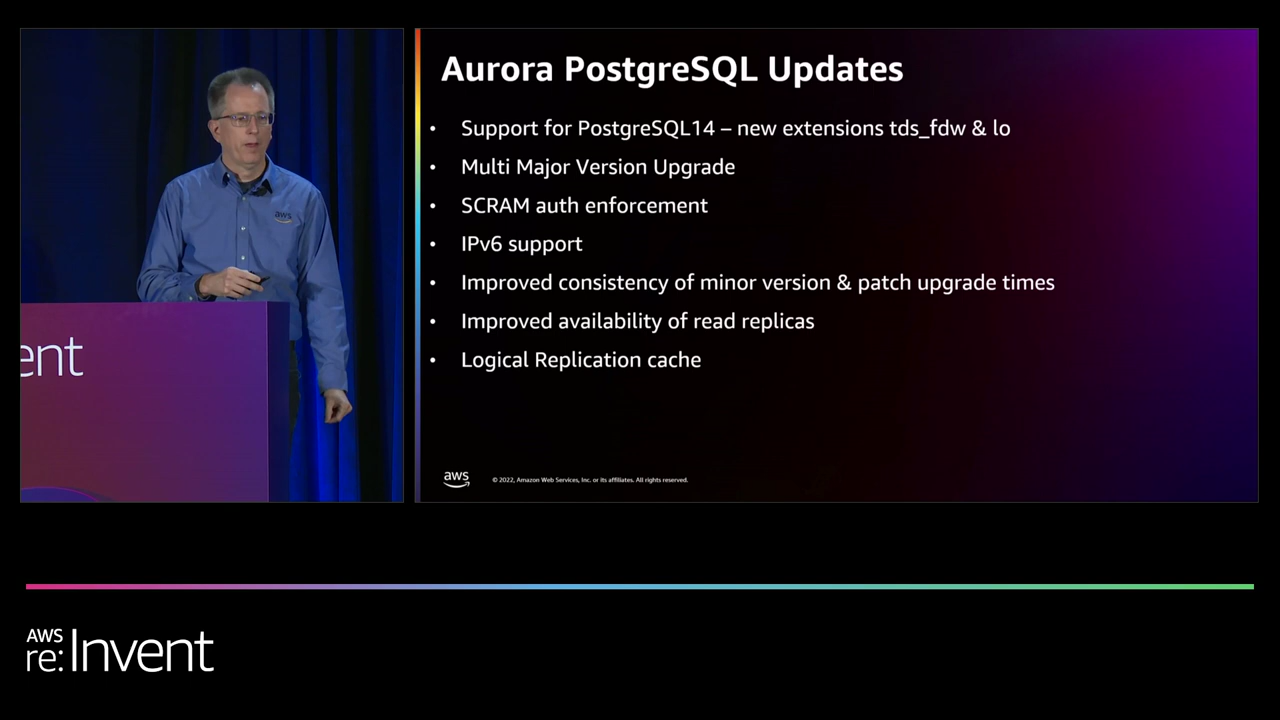 aws
ent
Aurora PostgreSQL Updates
• Support for PostgreSQL14 – new extensions tds_fdw & lo
• Multi Major Version Upgrade
• SCRAM auth enforcement
• IPv6 support
• Improved consistency of minor version & patch upgrade times
• Improved availability of read replicas
• Logical Replication cache
aws
© 2022, Amazon Web Services, Inc. or its affiliates. All rights reserved.
AWS
re:Invent